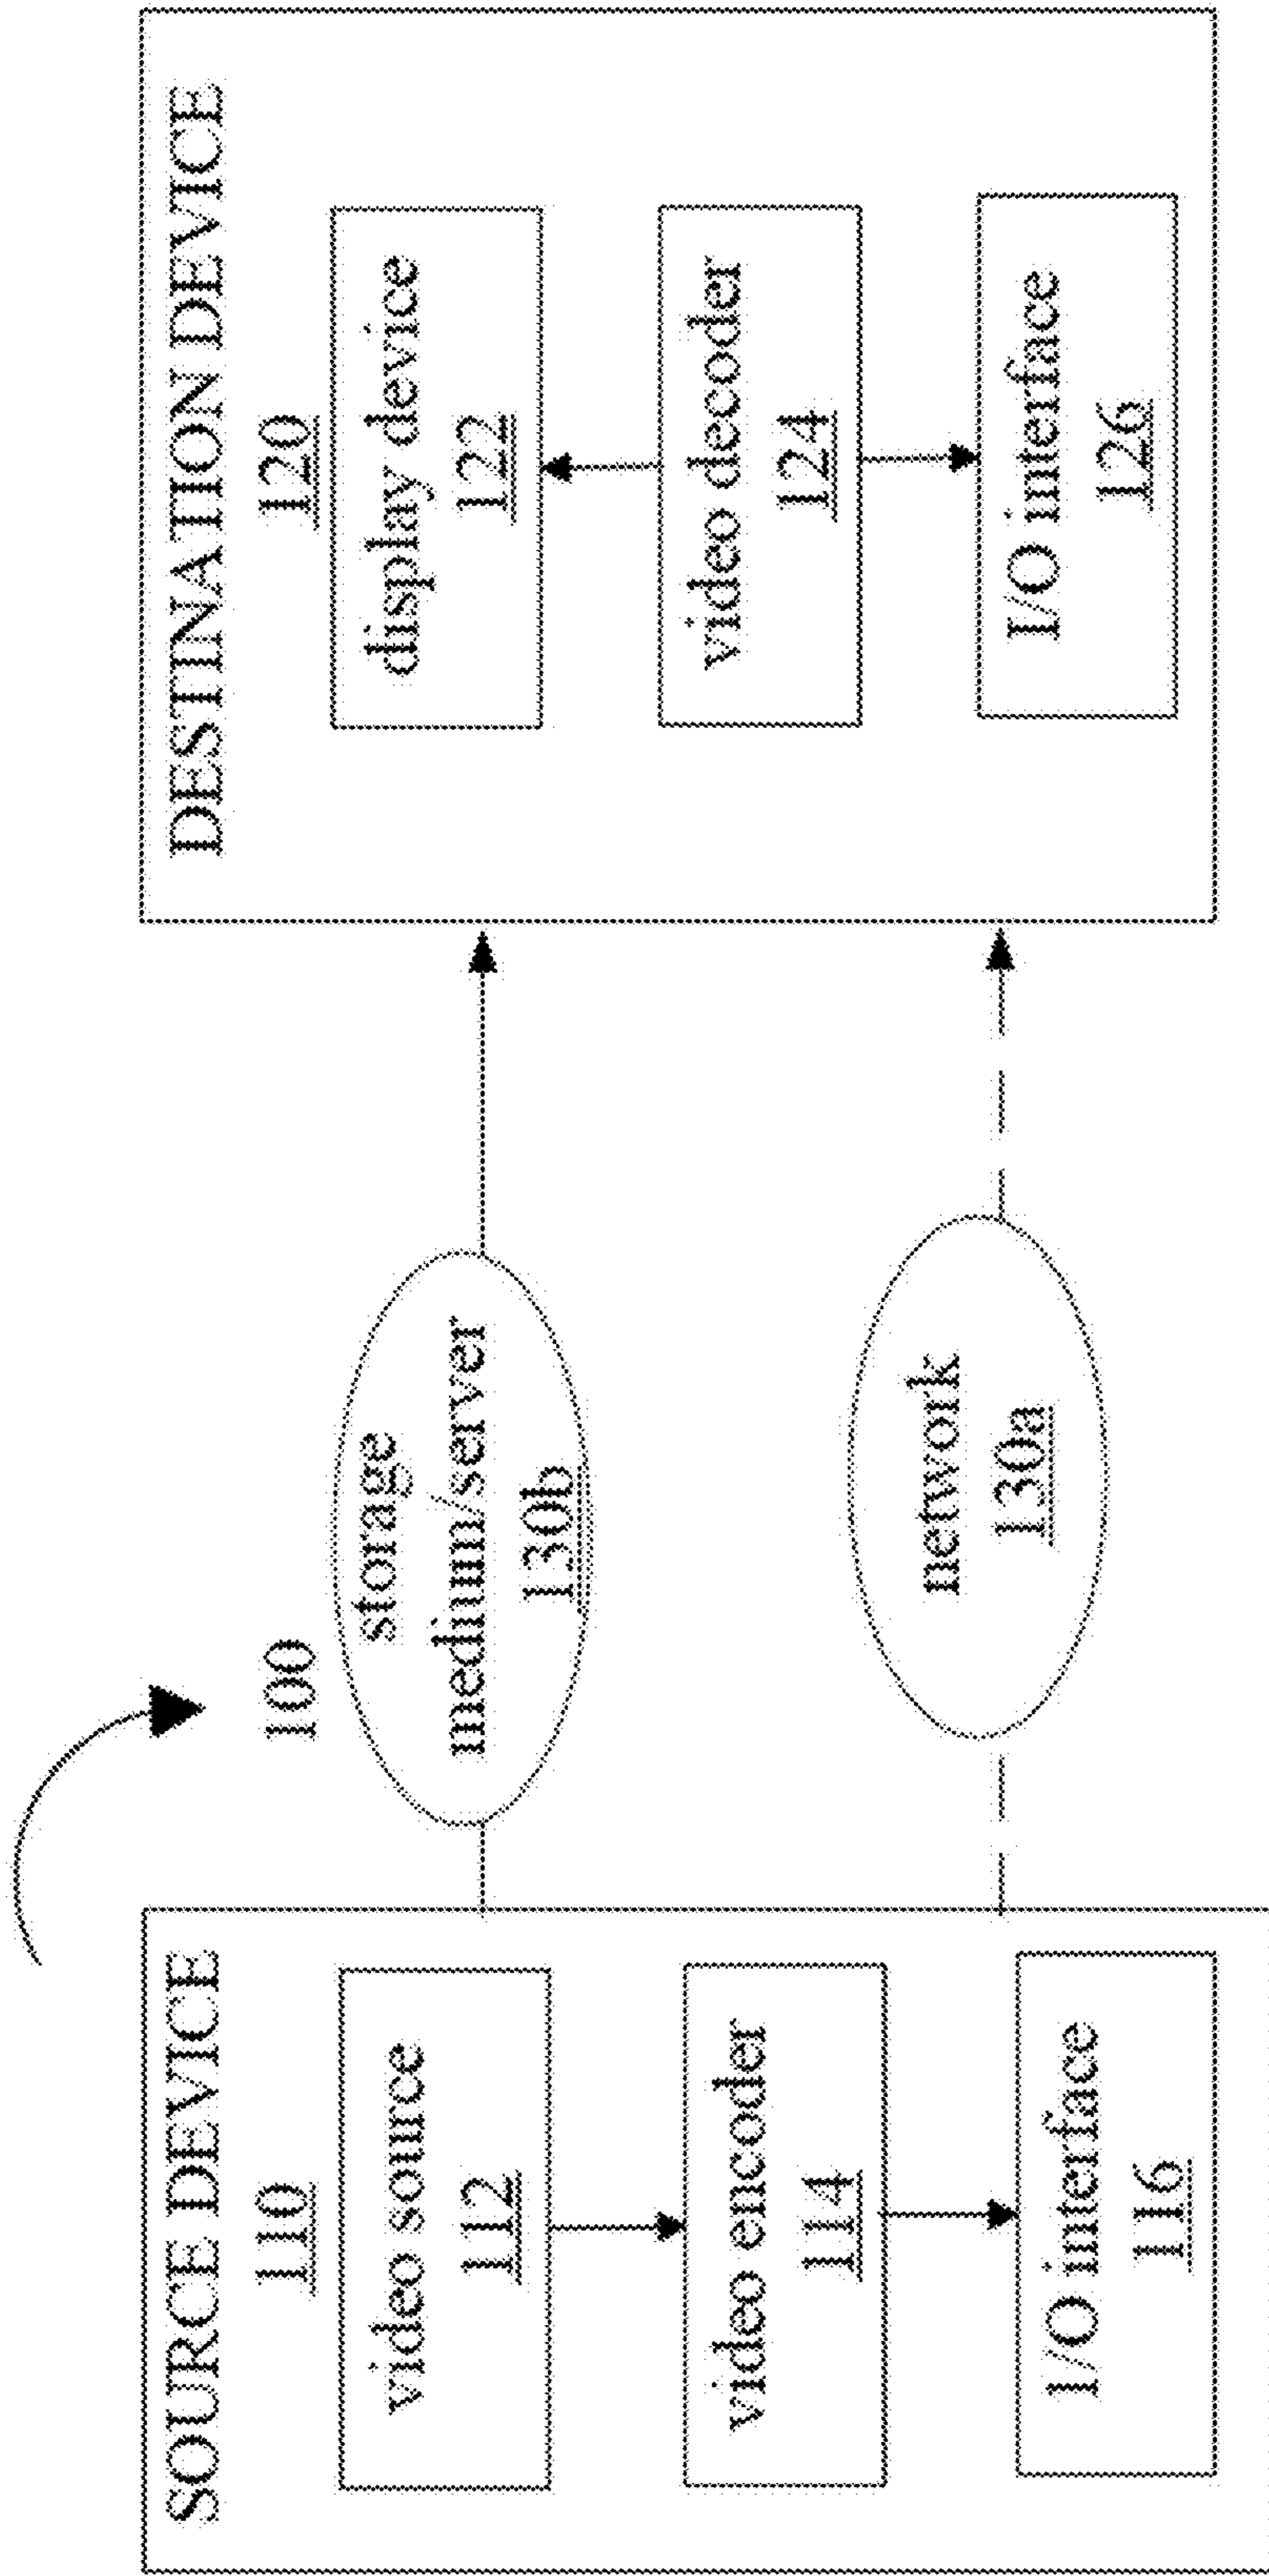 100
SOURCE DEVICE
110
video source
112
video encoder
114
I/O interface
116
storage
medium/server
130b
network
130a
DESTINATION DEVICE
120
display device
122
video decoder
124
I/O interface
126